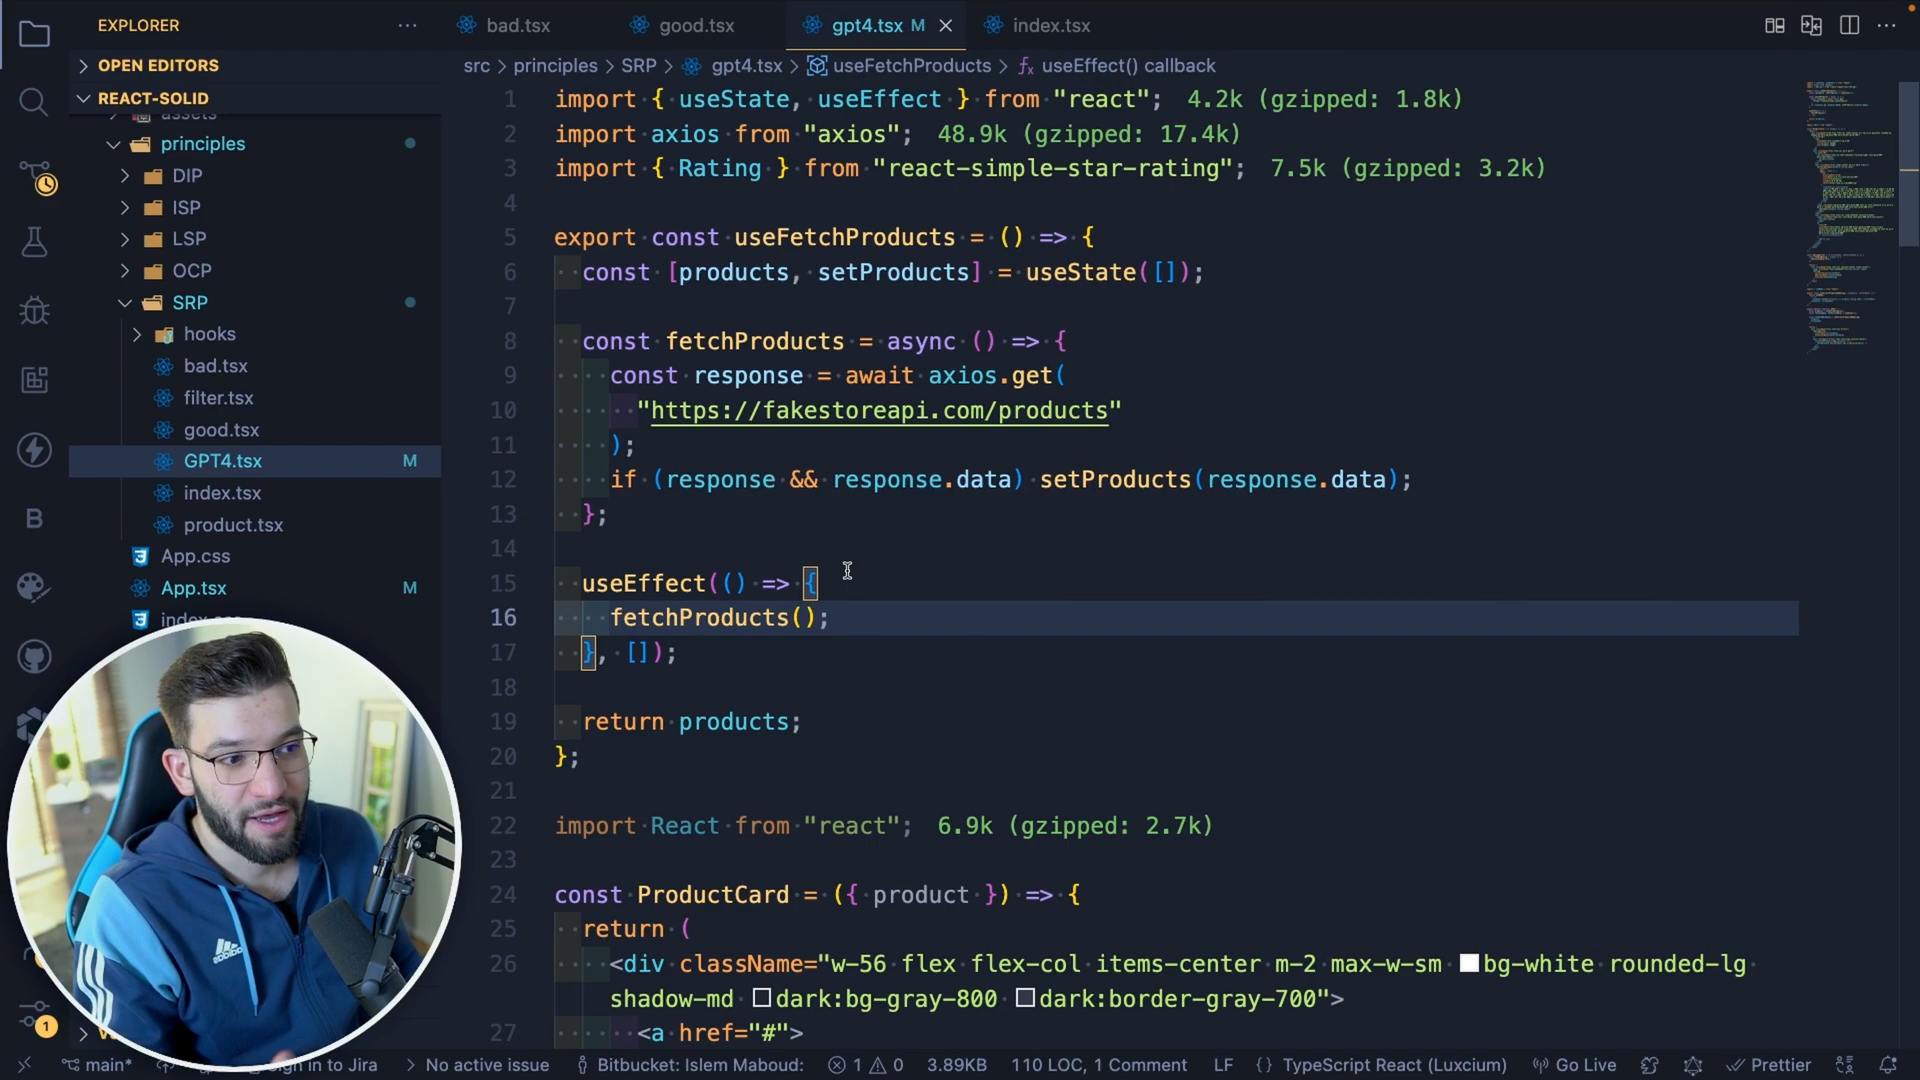 EXPLORER
bad.tsx
good.tsx
gpt4.tsx M
index.tsx
OPEN EDITORS
REACT-SOLID
src > principles > SRP > gpt4.tsx > useFetchProducts > useEffect() callback
assets
principles
DIP
ISP
LSP
OCP
SRP
hooks
bad.tsx
filter.tsx
good.tsx
GPT4.tsx M
index.tsx
product.tsx
App.css
App.tsx M
1 import { useState, useEffect } from "react"; 4.2k (gzipped: 1.8k)
2 import axios from "axios"; 48.9k (gzipped: 17.4k)
3 import { Rating } from "react-simple-star-rating"; 7.5k (gzipped: 3.2k)
4
5 export const useFetchProducts = () => {
6 const [products, setProducts] = useState([]);
7
8 const fetchProducts = async () => {
9 const response = await axios.get(
10 "https://fakestoreapi.com/products"
11 );
12 if (response && response.data) setProducts(response.data);
13 };
14
15 useEffect(() => {
16 fetchProducts();
17 }, []);
18
19 return products;
20 };
21
22 import React from "react"; 6.9k (gzipped: 2.7k)
23
24 const ProductCard = ({ product }) => {
25 return (
26 <div className="w-56 flex flex-col items-center m-2 max-w-sm bg-white rounded-lg
shadow-md dark:bg-gray-800 dark:border-gray-700">
27 <a href="#">
1
main*
in to Jira
No active issue
Bitbucket: Islem Maboud:
1 0
3.89KB
110 LOC, 1 Comment
LF
{} TypeScript React (Luxcium)
Go Live
Prettier